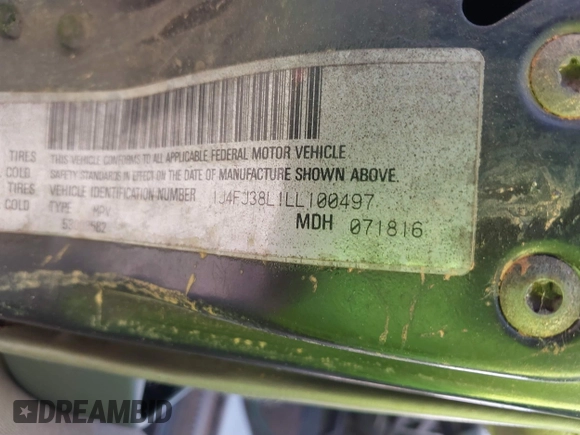 TIRES THIS VEHICLE CONFORMS TO ALL APPLICABLE FEDERAL MOTOR VEHICLE
COLD SAFETY STANDARDS IN EFFECT ON THE DATE OF MANUFACTURE SHOWN ABOVE.
TIRES VEHICLE IDENTIFICATION NUMBER 1J4FJ38L1LL100497
COLD TYPE MPV
MDH 071816
DREAMBID